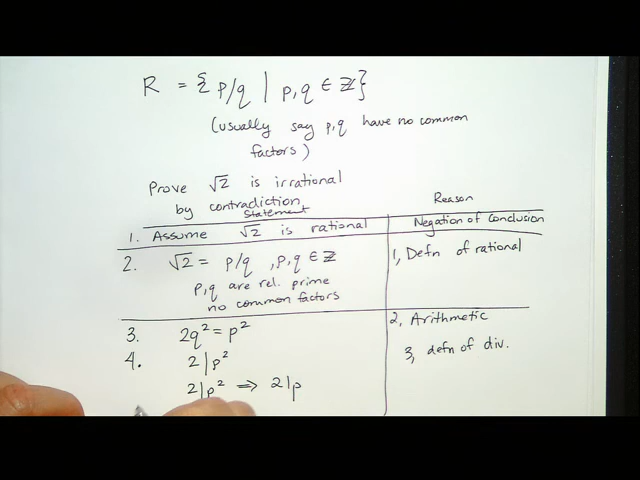 R = { p/q | p, q ∈ ℤ }
(usually say p,q have no common
factors)
Prove √2 is irrational
by contradiction
Statement
Reason
1. Assume √2 is rational
Negation of Conclusion
2. √2 = p/q , p,q ∈ ℤ
1, Defn of rational
p,q are rel. prime
no common factors
3. 2q² = p²
2, Arithmetic
4. 2|p²
3, defn of div.
2|p² ⇒ 2|p